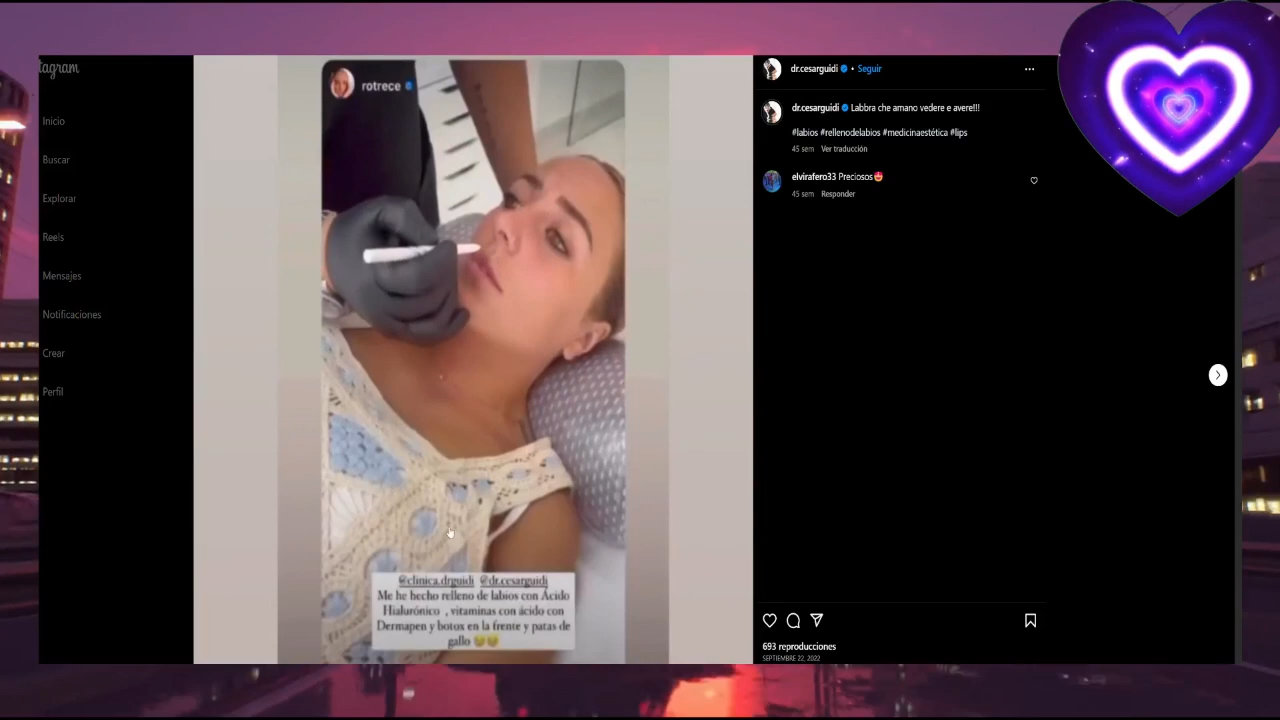 tagram
Inicio
Buscar
Explorar
Reels
Mensajes
Notificaciones
Crear
Perfil
rotrece
@clinica.drguidi @dr.cesarguidi
Me he hecho relleno de labios con Ácido
Hialurónico , vitaminas con ácido con
Dermapen y botox en la frente y patas de
gallo
dr.cesarguidi • Seguir
dr.cesarguidi Labbra che amano vedere e avere!!!
#labios #rellenodelabios #medicinaestética #lips
45 sem Ver traducción
elvirafero33 Preciosos😍
45 sem Responder
693 reproducciones
SEPTIEMBRE 22, 2022